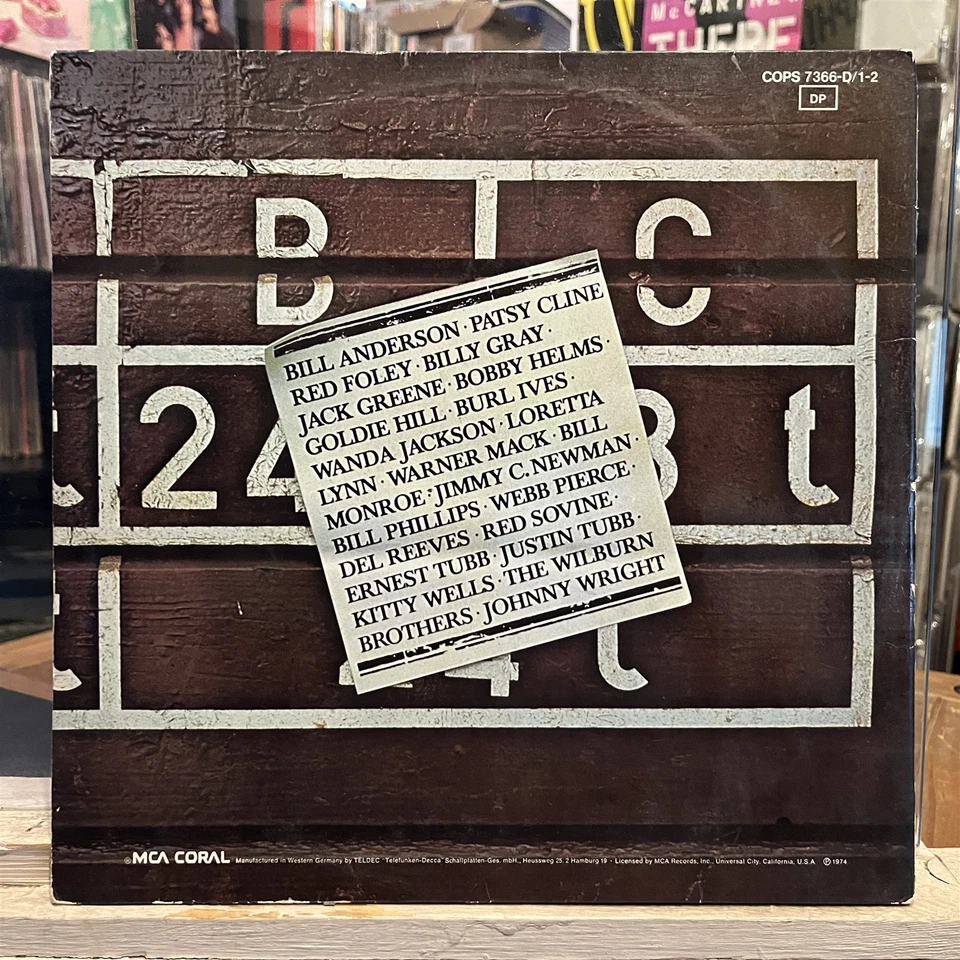 McCARTNEY
THERE
COPS 7366-D/1-2
DP
B C
t 24 8 t
BILL ANDERSON · PATSY CLINE
RED FOLEY · BILLY GRAY ·
JACK GREENE · BOBBY HELMS ·
GOLDIE HILL · BURL IVES ·
WANDA JACKSON · LORETTA
LYNN · WARNER MACK · BILL
MONROE · JIMMY C. NEWMAN ·
BILL PHILLIPS · WEBB PIERCE ·
DEL REEVES · RED SOVINE ·
ERNEST TUBB · JUSTIN TUBB ·
KITTY WELLS · THE WILBURN
BROTHERS · JOHNNY WRIGHT
t 24 t
©MCA CORAL Manufactured in Western Germany by TELDEC "Telefunken-Decca" Schallplatten-Ges. mbH., Heussweg 25, 2 Hamburg 19 · Licensed by MCA Records, Inc., Universal City, California, U.S.A ℗ 1974